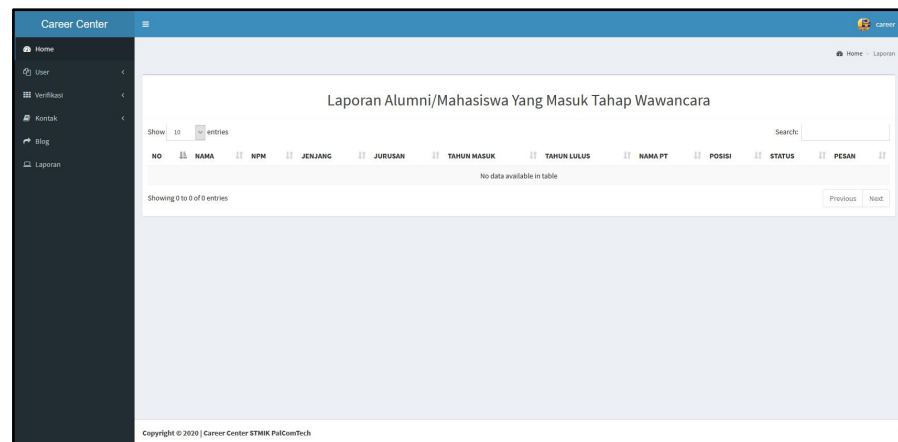 Career Center
career
Home
Home > Laporan
User
Verifikasi
Kontak
Blog
Laporan
Laporan Alumni/Mahasiswa Yang Masuk Tahap Wawancara
Show 10 entries
Search:
NO NAMA NPM JENJANG JURUSAN TAHUN MASUK TAHUN LULUS NAMA PT POSISI STATUS PESAN
No data available in table
Showing 0 to 0 of 0 entries
Previous Next
Copyright © 2020 | Career Center STMIK PalComTech